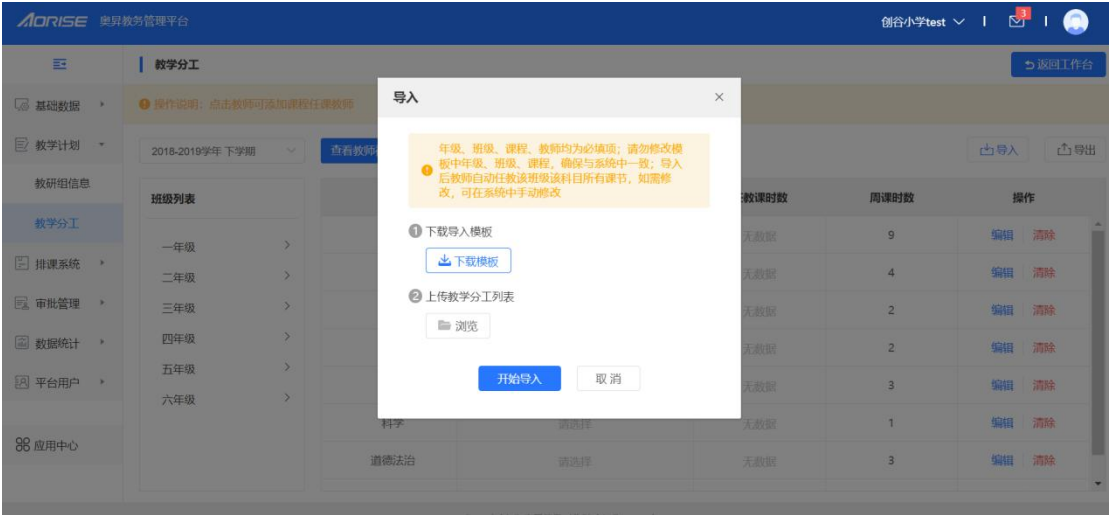 AORISE 奥昇教务管理平台
创谷小学test
3
教学分工
返回工作台
基础数据
操作说明：点击教师可添加课程任课教师
教学计划
2018-2019学年 下学期
查看教师
导入
导出
教研组信息
教学分工
排课系统
审批管理
数据统计
平台用户
应用中心
班级列表
一年级
二年级
三年级
四年级
五年级
六年级
导入
年级、班级、课程、教师均为必填项；请勿修改模
板中年级、班级、课程，确保与系统中一致；导入
后教师自动任教该班级该科目所有课节，如需修
改，可在系统中手动修改
1 下载导入模板
下载模板
2 上传教学分工列表
浏览
开始导入
取消
教课时数 周课时数 操作
无数据 9 编辑 清除
无数据 4 编辑 清除
无数据 2 编辑 清除
无数据 2 编辑 清除
无数据 3 编辑 清除
科学 请选择 无数据 1 编辑 清除
道德法治 请选择 无数据 3 编辑 清除